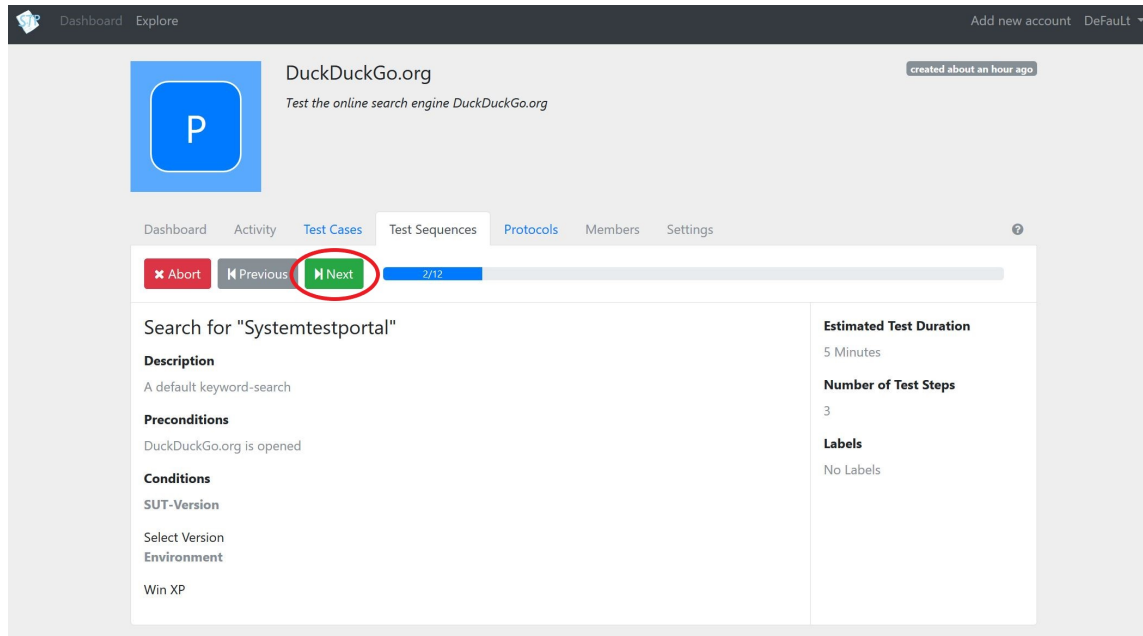 STP Dashboard Explore Add new account DeFauLt
DuckDuckGo.org
created about an hour ago
Test the online search engine DuckDuckGo.org
P
Dashboard Activity Test Cases Test Sequences Protocols Members Settings
Abort Previous Next 2/12
Search for "Systemtestportal"
Description
A default keyword-search
Preconditions
DuckDuckGo.org is opened
Conditions
SUT-Version
Select Version
Environment
Win XP
Estimated Test Duration
5 Minutes
Number of Test Steps
3
Labels
No Labels